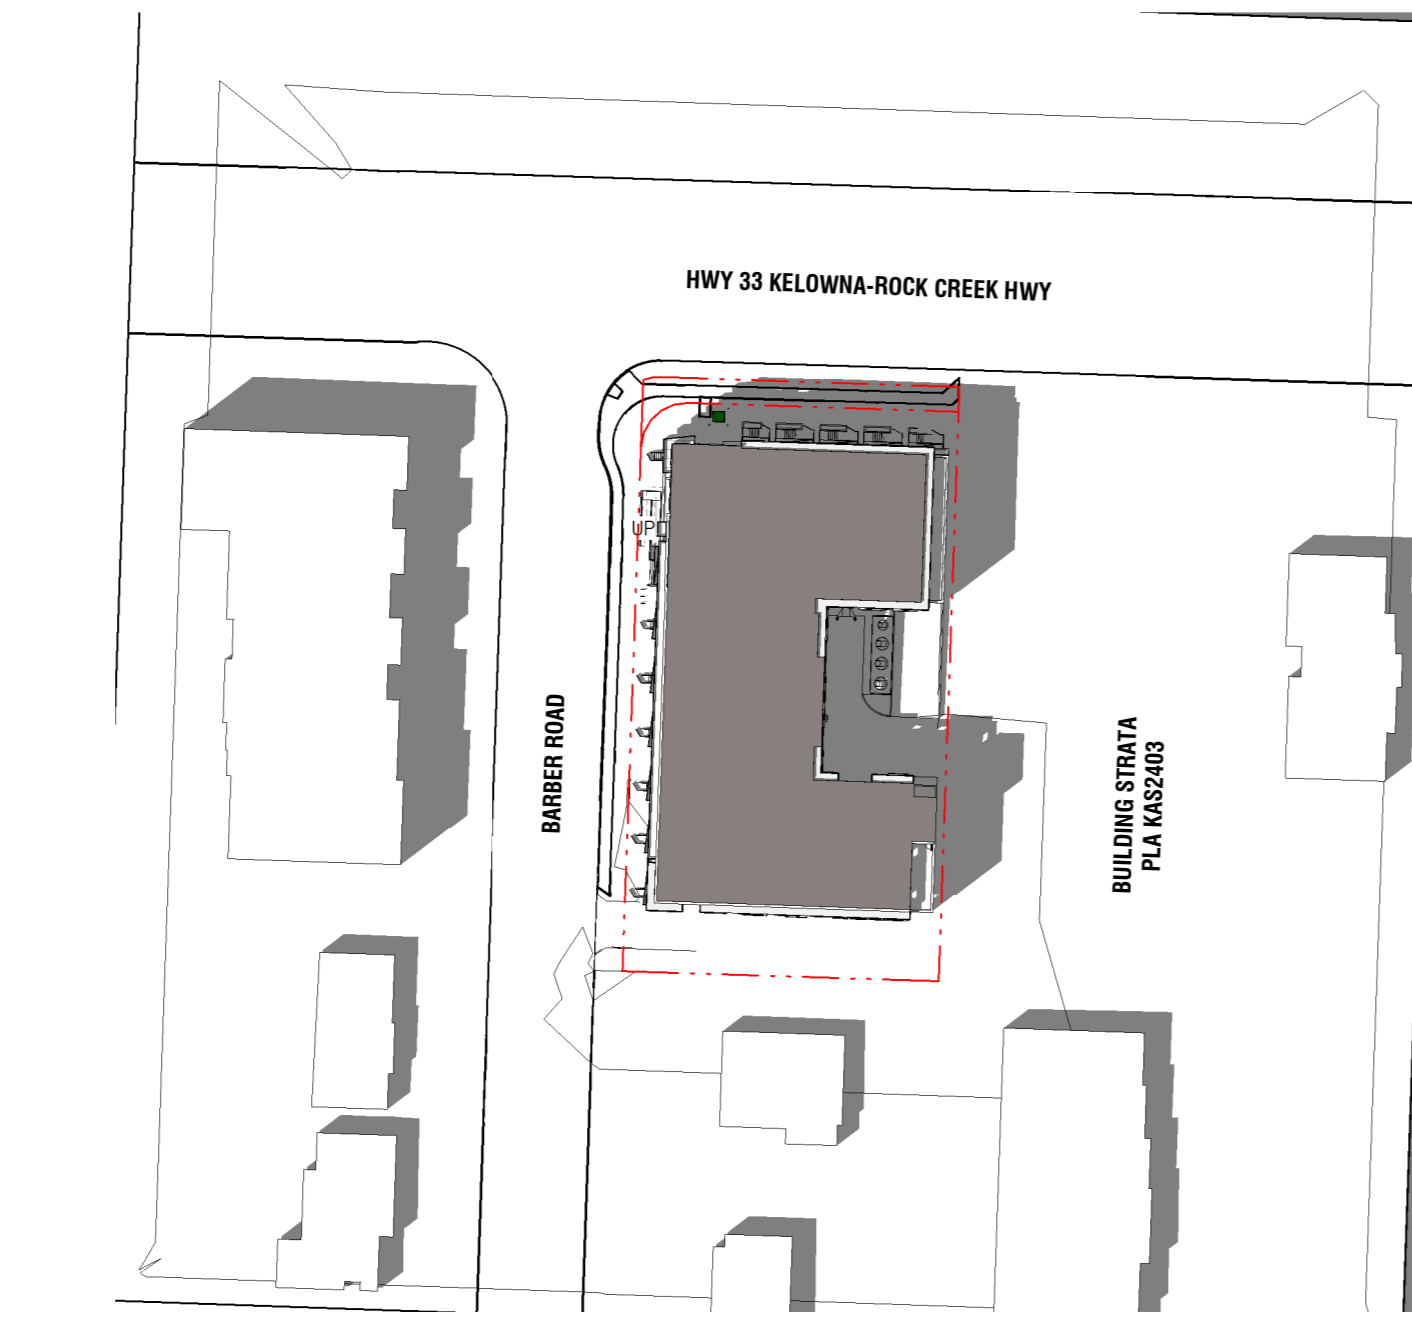 HWY 33 KELOWNA-ROCK CREEK HWY
UP
BARBER ROAD
BUILDING STRATA
PLA KAS2403